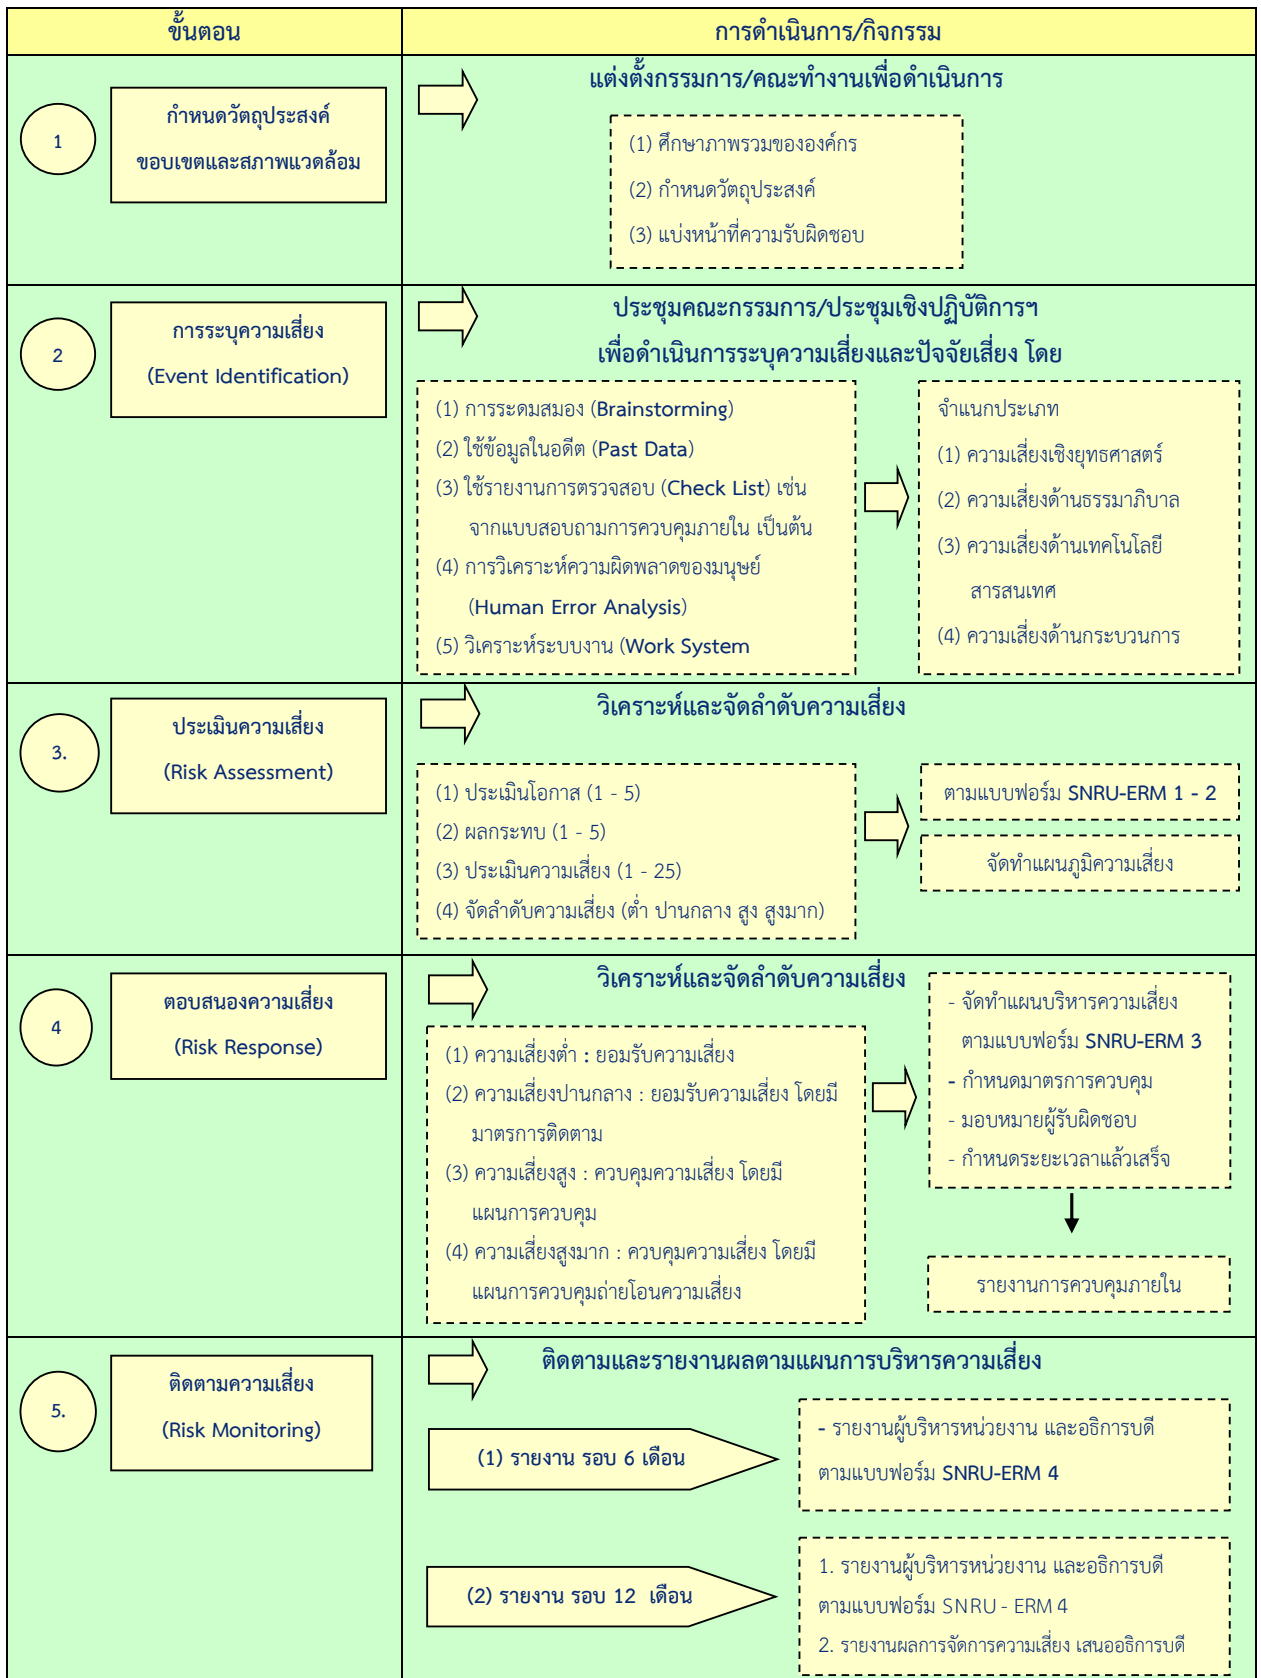 ขั้นตอน
การดำเนินการ/กิจกรรม
1
กำหนดวัตถุประสงค์
ขอบเขตและสภาพแวดล้อม
แต่งตั้งกรรมการ/คณะทำงานเพื่อดำเนินการ
(1) ศึกษาภาพรวมขององค์กร
(2) กำหนดวัตถุประสงค์
(3) แบ่งหน้าที่ความรับผิดชอบ
2
การระบุความเสี่ยง
(Event Identification)
ประชุมคณะกรรมการ/ประชุมเชิงปฏิบัติการฯ
เพื่อดำเนินการระบุความเสี่ยงและปัจจัยเสี่ยง โดย
(1) การระดมสมอง (Brainstorming)
(2) ใช้ข้อมูลในอดีต (Past Data)
(3) ใช้รายงานการตรวจสอบ (Check List) เช่น
จากแบบสอบถามการควบคุมภายใน เป็นต้น
(4) การวิเคราะห์ความผิดพลาดของมนุษย์
(Human Error Analysis)
(5) วิเคราะห์ระบบงาน (Work System
จำแนกประเภท
(1) ความเสี่ยงเชิงยุทธศาสตร์
(2) ความเสี่ยงด้านธรรมาภิบาล
(3) ความเสี่ยงด้านเทคโนโลยี
สารสนเทศ
(4) ความเสี่ยงด้านกระบวนการ
3.
ประเมินความเสี่ยง
(Risk Assessment)
วิเคราะห์และจัดลำดับความเสี่ยง
(1) ประเมินโอกาส (1 - 5)
(2) ผลกระทบ (1 - 5)
(3) ประเมินความเสี่ยง (1 - 25)
(4) จัดลำดับความเสี่ยง (ต่ำ ปานกลาง สูง สูงมาก)
ตามแบบฟอร์ม SNRU-ERM 1 - 2
จัดทำแผนภูมิความเสี่ยง
4
ตอบสนองความเสี่ยง
(Risk Response)
วิเคราะห์และจัดลำดับความเสี่ยง
(1) ความเสี่ยงต่ำ : ยอมรับความเสี่ยง
(2) ความเสี่ยงปานกลาง : ยอมรับความเสี่ยง โดยมี
มาตรการติดตาม
(3) ความเสี่ยงสูง : ควบคุมความเสี่ยง โดยมี
แผนการควบคุม
(4) ความเสี่ยงสูงมาก : ควบคุมความเสี่ยง โดยมี
แผนการควบคุมถ่ายโอนความเสี่ยง
- จัดทำแผนบริหารความเสี่ยง
ตามแบบฟอร์ม SNRU-ERM 3
- กำหนดมาตรการควบคุม
- มอบหมายผู้รับผิดชอบ
- กำหนดระยะเวลาแล้วเสร็จ
รายงานการควบคุมภายใน
5.
ติดตามความเสี่ยง
(Risk Monitoring)
ติดตามและรายงานผลตามแผนการบริหารความเสี่ยง
(1) รายงาน รอบ 6 เดือน
- รายงานผู้บริหารหน่วยงาน และอธิการบดี
ตามแบบฟอร์ม SNRU-ERM 4
(2) รายงาน รอบ 12 เดือน
1. รายงานผู้บริหารหน่วยงาน และอธิการบดี
ตามแบบฟอร์ม SNRU - ERM 4
2. รายงานผลการจัดการความเสี่ยง เสนออธิการบดี